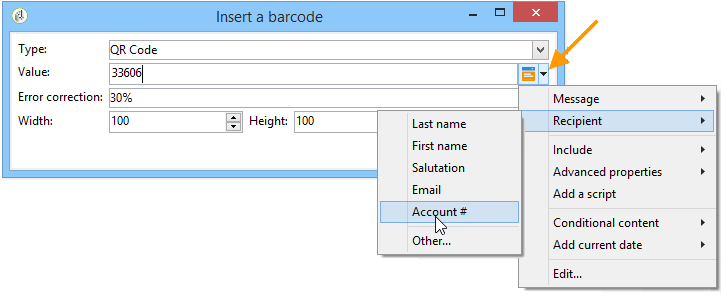 Insert a barcode
Type: QR Code
Value: 33606
Error correction: 30%
Width: 100 Height: 100
Message
Recipient
Include
Advanced properties
Add a script
Conditional content
Add current date
Edit...
Last name
First name
Salutation
Email
Account #
Other...